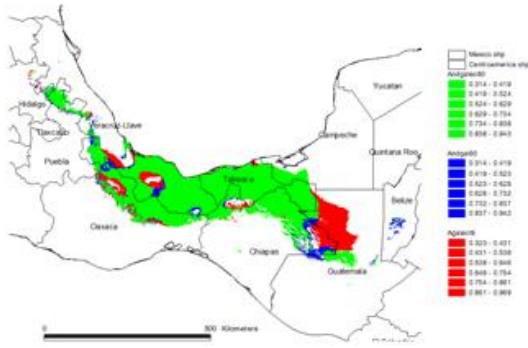 Mexico shp
Centroamerica shp
Yucatan
Hidalgo
Tlaxcala
Veracruz-Llave
Campeche
Quintana Roo
Puebla
Tabasco
Belize
Oaxaca
Chiapas
Guatemala
0.314 - 0.419
0.419 - 0.524
0.524 - 0.629
0.629 - 0.734
0.734 - 0.838
0.838 - 0.943
0.314 - 0.419
0.419 - 0.523
0.523 - 0.628
0.628 - 0.732
0.732 - 0.837
0.837 - 0.942
0.323 - 0.431
0.431 - 0.538
0.538 - 0.646
0.646 - 0.754
0.754 - 0.861
0.861 - 0.969
0
500 Kilometers